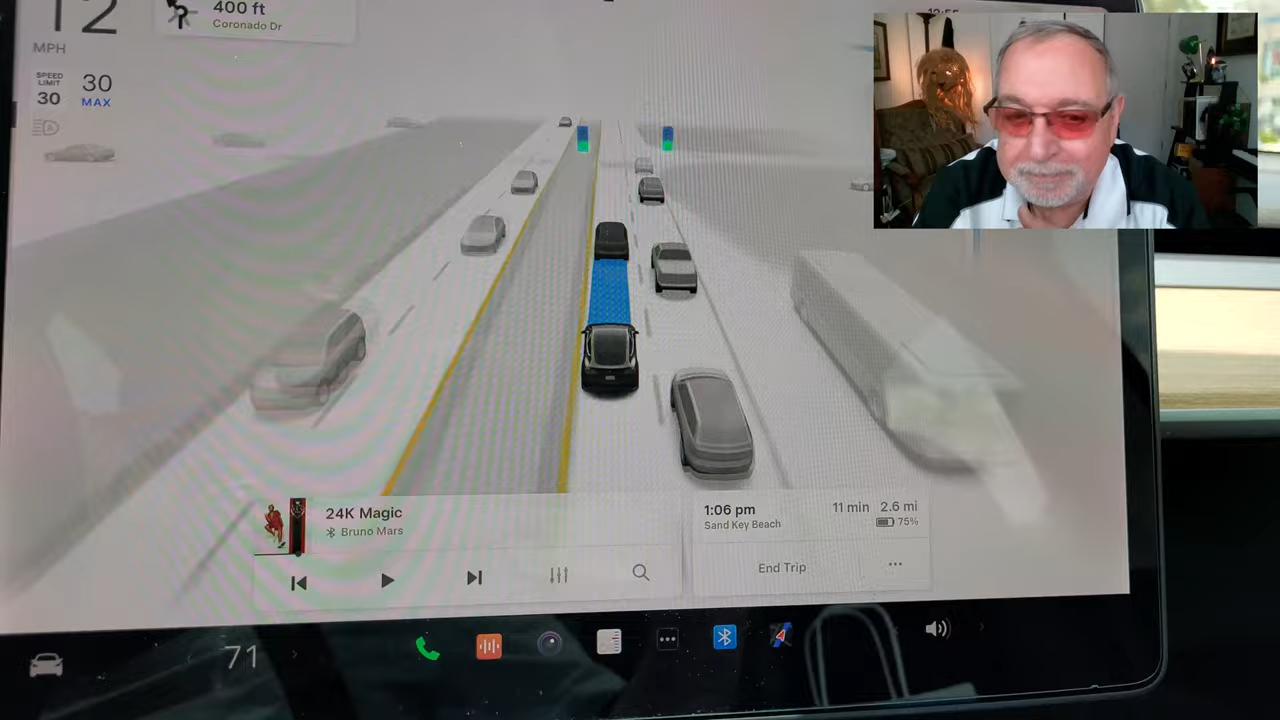 12
MPH
400 ft
Coronado Dr
SPEED
LIMIT
30
30
MAX
24K Magic
Bruno Mars
1:06 pm
11 min
2.6 mi
Sand Key Beach
75%
End Trip
71